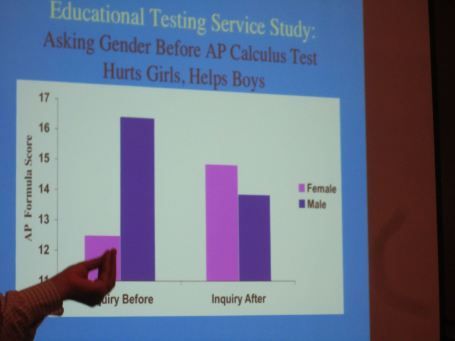 Educational Testing Service Study:
Asking Gender Before AP Calculus Test
Hurts Girls, Helps Boys
17
16
15
14
13
12
11
AP Formula Score
Female
Male
Before
Inquiry After